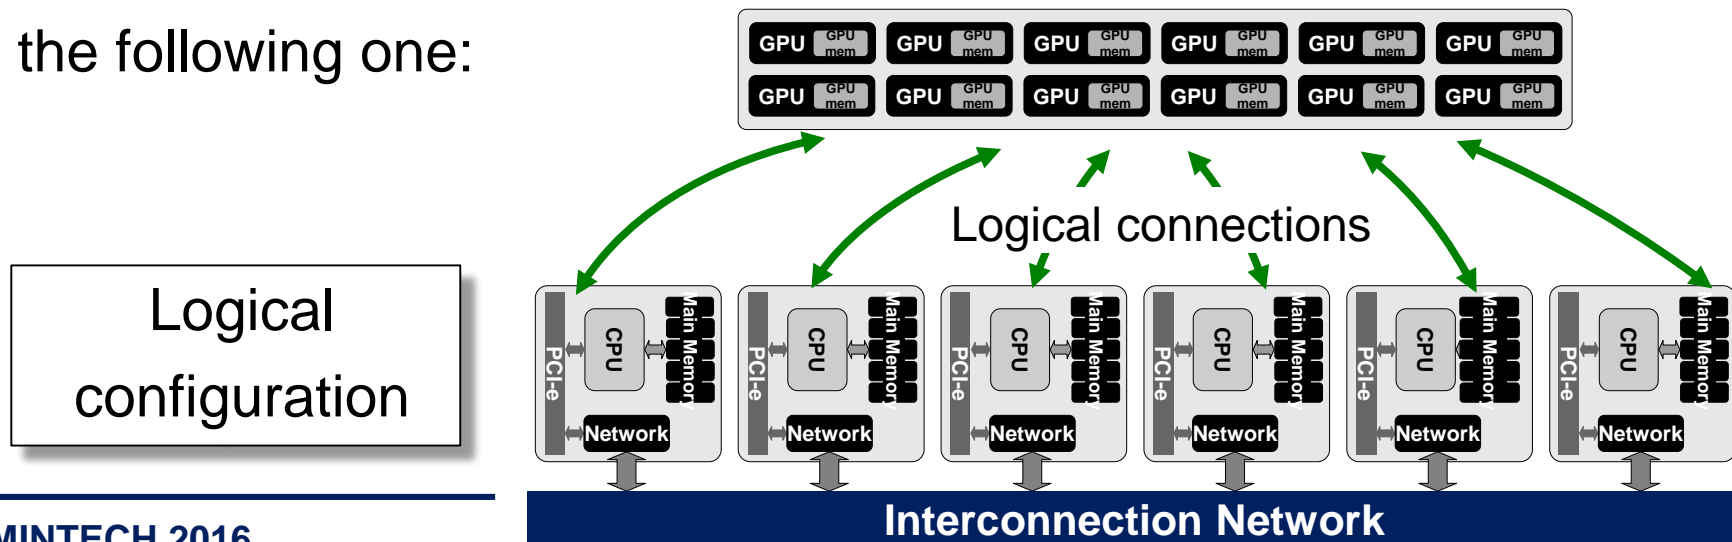 the following one:
GPU GPU mem GPU GPU mem GPU GPU mem GPU GPU mem GPU GPU mem GPU GPU mem
GPU GPU mem GPU GPU mem GPU GPU mem GPU GPU mem GPU GPU mem GPU GPU mem
Logical connections
Logical
configuration
PCI-e CPU Main Memory Network
PCI-e CPU Main Memory Network
PCI-e CPU Main Memory Network
PCI-e CPU Main Memory Network
PCI-e CPU Main Memory Network
PCI-e CPU Main Memory Network
Interconnection Network
MINTECH 2016